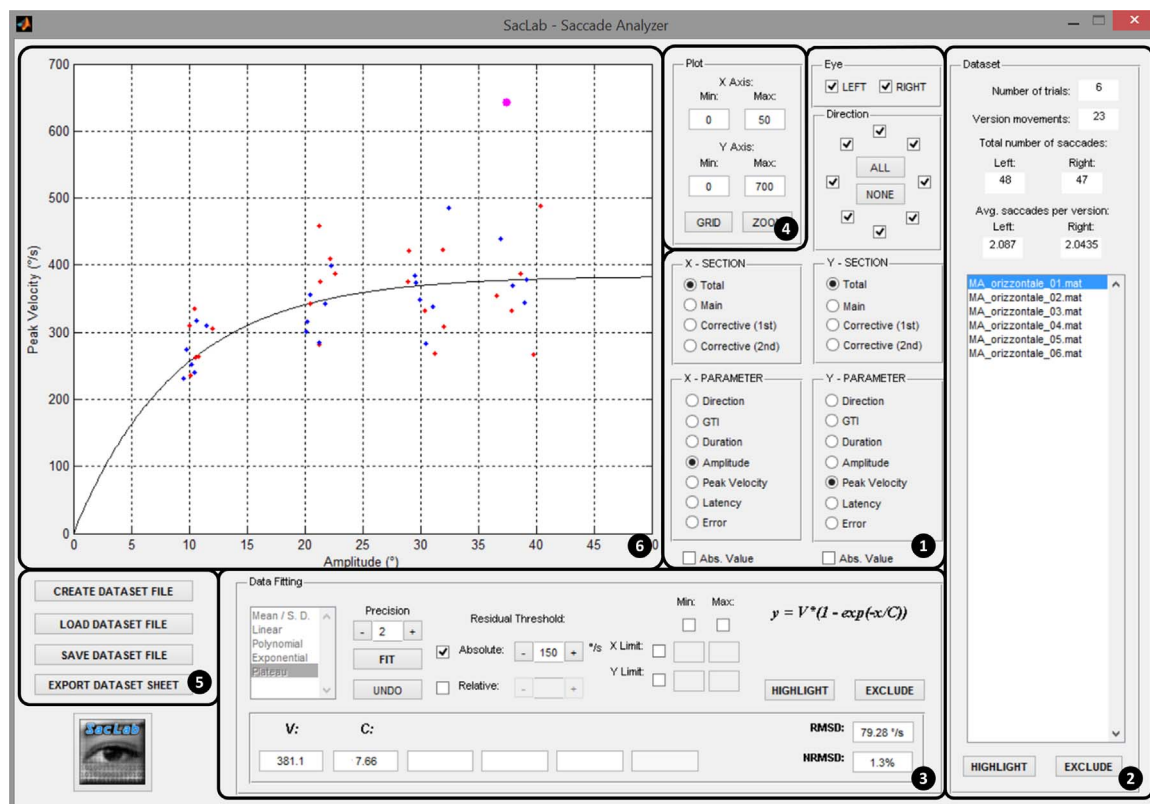 SacLab - Saccade Analyzer
700
600
500
400
300
200
100
0
0 5 10 15 20 25 30 35 40 45 50
Peak Velocity (°/s)
Amplitude (°)
6
Plot
X Axis:
Min: Max:
0 50
Y Axis:
Min: Max:
0 700
GRID ZOOM
4
Eye
LEFT RIGHT
Direction
ALL
NONE
X - SECTION
Total
Main
Corrective (1st)
Corrective (2nd)
Y - SECTION
Total
Main
Corrective (1st)
Corrective (2nd)
X - PARAMETER
Direction
GTI
Duration
Amplitude
Peak Velocity
Latency
Error
Abs. Value
Y - PARAMETER
Direction
GTI
Duration
Amplitude
Peak Velocity
Latency
Error
Abs. Value
1
Dataset
Number of trials: 6
Version movements: 23
Total number of saccades:
Left: Right:
48 47
Avg. saccades per version:
Left: Right:
2.087 2.0435
MA_orizzontale_01.mat
MA_orizzontale_02.mat
MA_orizzontale_03.mat
MA_orizzontale_04.mat
MA_orizzontale_05.mat
MA_orizzontale_06.mat
HIGHLIGHT EXCLUDE
2
CREATE DATASET FILE
LOAD DATASET FILE
SAVE DATASET FILE
EXPORT DATASET SHEET
5
SacLab
Data Fitting
Mean / S. D.
Linear
Polynomial
Exponential
Plateau
Precision
- 2 +
FIT
UNDO
Residual Threshold:
Absolute: - 150 + °/s
Relative: - +
Min: Max:
X Limit:
Y Limit:
y = V*(1 - exp(-x/C))
HIGHLIGHT EXCLUDE
V: C:
381.1 7.66
RMSD: 79.28 °/s
NRMSD: 1.3%
3